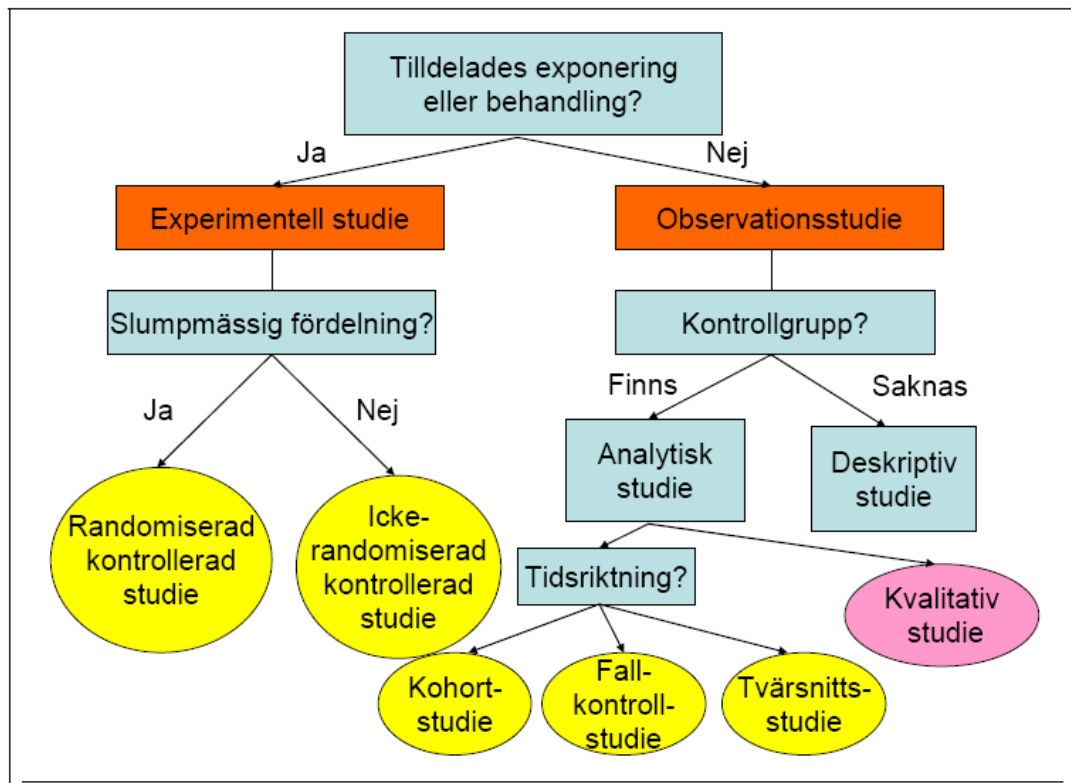 Tilldelades exponering
eller behandling?
Ja
Nej
Experimentell studie
Observationsstudie
Slumpmässig fördelning?
Kontrollgrupp?
Finns
Saknas
Ja
Nej
Analytisk
studie
Deskriptiv
studie
Randomiserad
kontrollerad
studie
Icke-
randomiserad
kontrollerad
studie
Tidsriktning?
Kvalitativ
studie
Kohort-
studie
Fall-
kontroll-
studie
Tvärsnitts-
studie